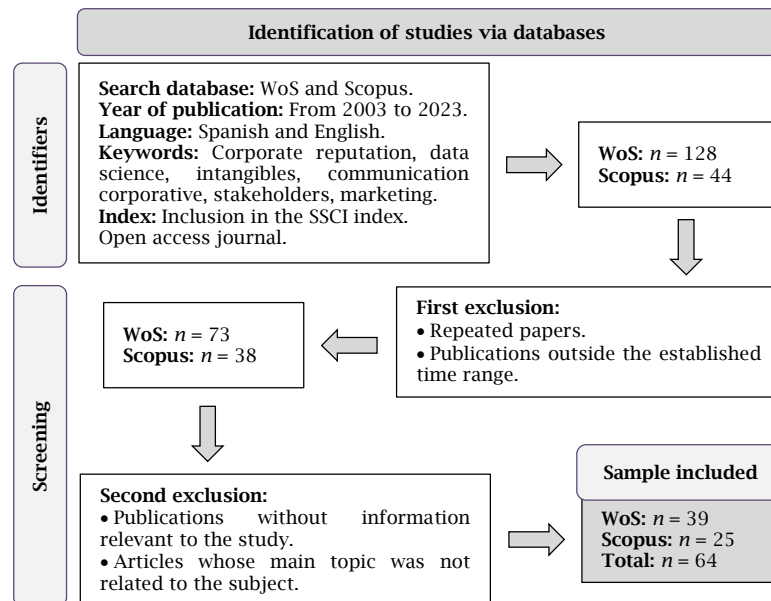 Identification of studies via databases
Identifiers
Search database: WoS and Scopus.
Year of publication: From 2003 to 2023.
Language: Spanish and English.
Keywords: Corporate reputation, data
science, intangibles, communication
corporative, stakeholders, marketing.
Index: Inclusion in the SSCI index.
Open access journal.
WoS: n = 128
Scopus: n = 44
Screening
First exclusion:
• Repeated papers.
• Publications outside the established
time range.
WoS: n = 73
Scopus: n = 38
Second exclusion:
• Publications without information
relevant to the study.
• Articles whose main topic was not
related to the subject.
Sample included
WoS: n = 39
Scopus: n = 25
Total: n = 64